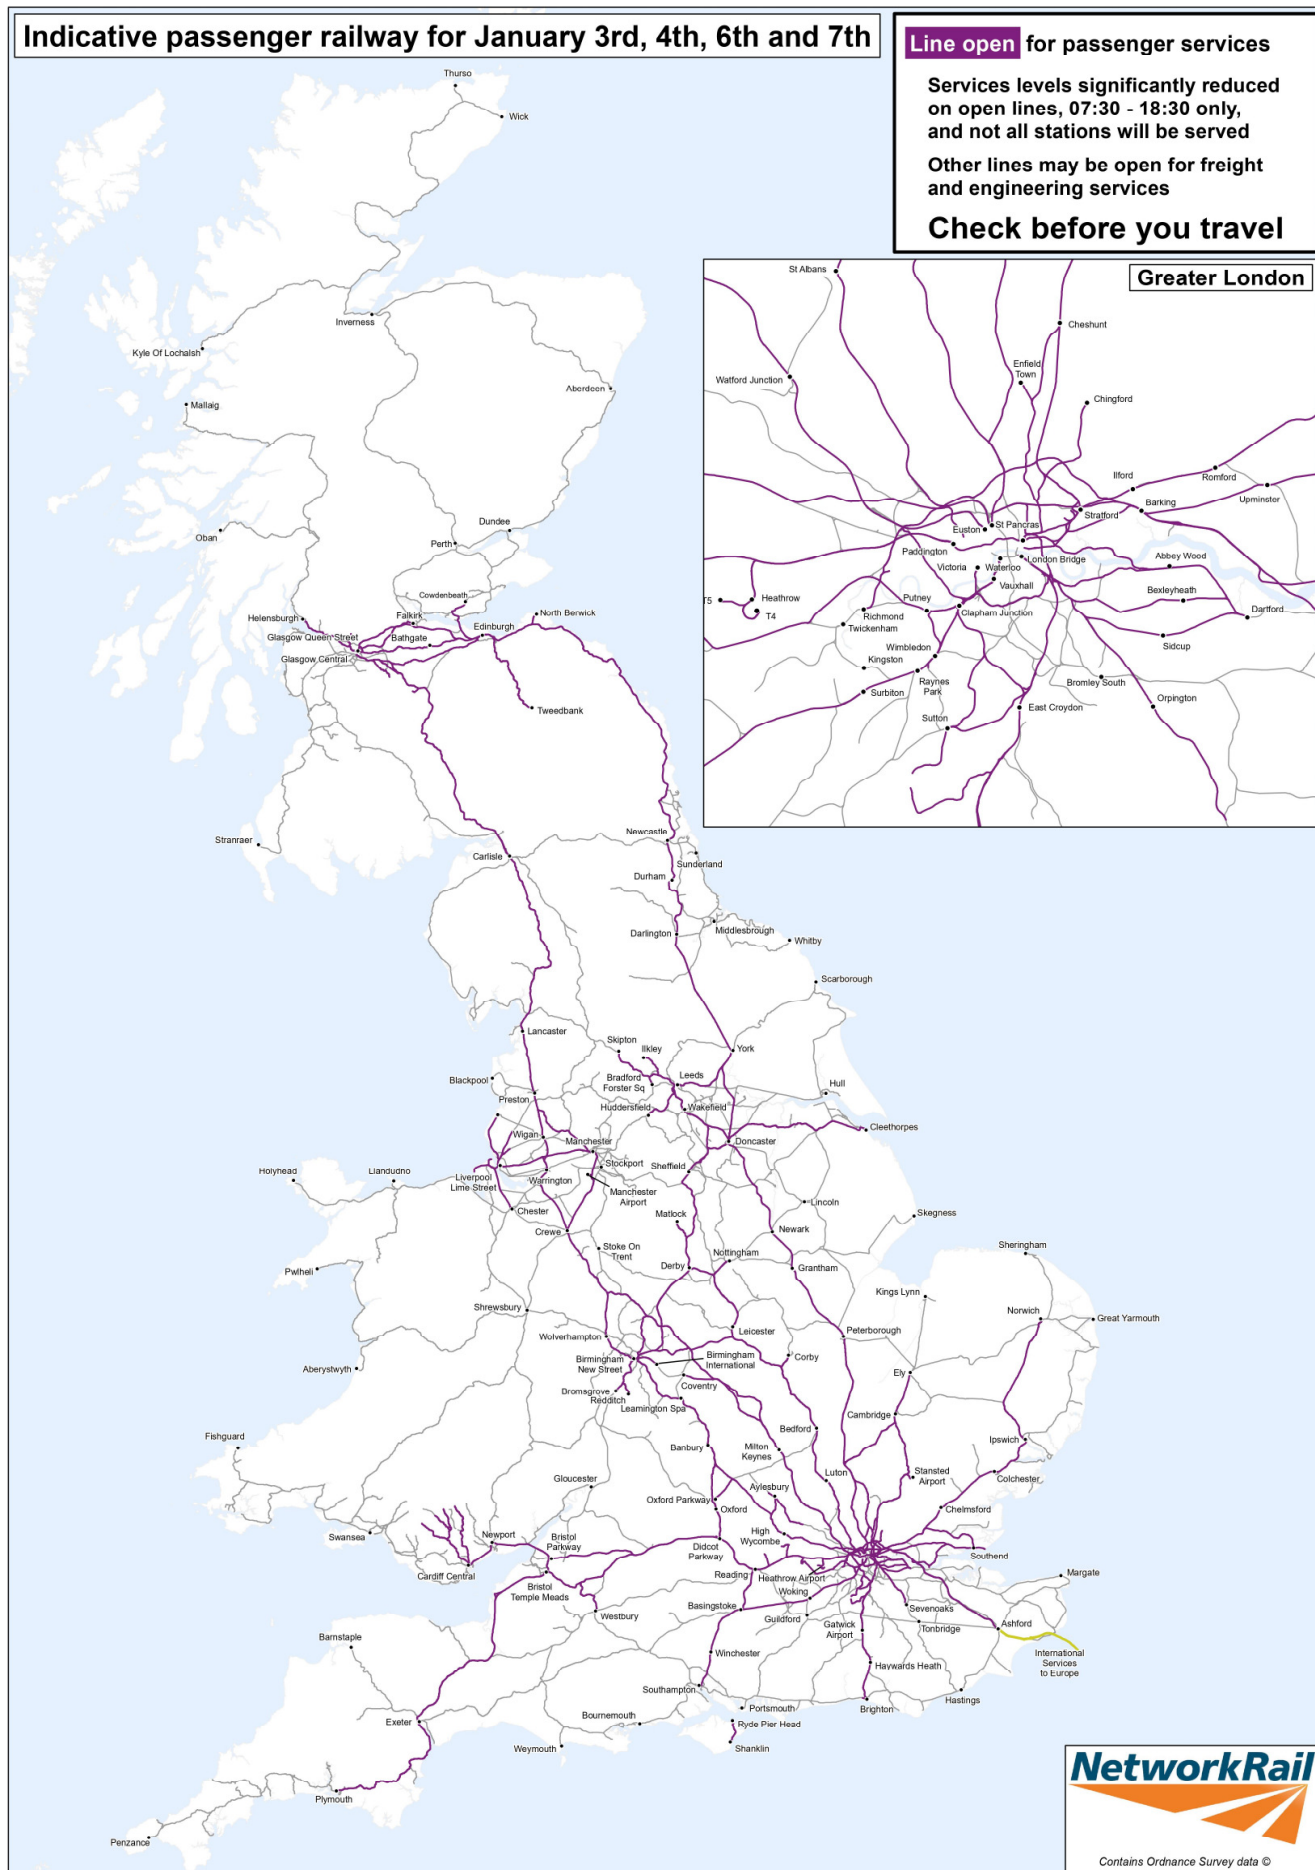 Indicative passenger railway for January 3rd, 4th, 6th and 7th
Line open for passenger services
Services levels significantly reduced
on open lines, 07:30 - 18:30 only,
and not all stations will be served
Other lines may be open for freight
and engineering services
Check before you travel
Greater London
St Albans
Cheshunt
Enfield
Town
Watford Junction
Chingford
Ilford
Romford
Barking
Upminster
Stratford
Euston
St Pancras
Paddington
London Bridge
Abbey Wood
Victoria
Waterloo
Vauxhall
Bexleyheath
T5
Heathrow
T4
Putney
Clapham Junction
Dartford
Richmond
Twickenham
Sidcup
Wimbledon
Kingston
Raynes
Park
Bromley South
Surbiton
Orpington
Sutton
East Croydon
Thurso
Wick
Inverness
Kyle Of Lochalsh
Aberdeen
Mallaig
Dundee
Oban
Perth
Cowdenbeath
Helensburgh
Falkirk
North Berwick
Glasgow Queen Street
Bathgate
Edinburgh
Glasgow Central
Tweedbank
Stranraer
Newcastle
Carlisle
Sunderland
Durham
Darlington
Middlesbrough
Whitby
Scarborough
Lancaster
Skipton
Ilkley
York
Blackpool
Bradford
Forster Sq
Leeds
Hull
Preston
Huddersfield
Wakefield
Cleethorpes
Wigan
Manchester
Doncaster
Holyhead
Llandudno
Stockport
Sheffield
Liverpool
Lime Street
Warrington
Manchester
Airport
Lincoln
Chester
Matlock
Skegness
Crewe
Newark
Stoke On
Trent
Nottingham
Sheringham
Pwlheli
Derby
Grantham
Kings Lynn
Shrewsbury
Norwich
Great Yarmouth
Wolverhampton
Leicester
Peterborough
Birmingham
New Street
Birmingham
International
Corby
Aberystwyth
Ely
Coventry
Bromsgrove
Redditch
Leamington Spa
Cambridge
Fishguard
Bedford
Ipswich
Banbury
Milton
Keynes
Gloucester
Luton
Stansted
Airport
Colchester
Aylesbury
Oxford Parkway
Oxford
Chelmsford
Swansea
Newport
Bristol
Parkway
High
Wycombe
Didcot
Parkway
Southend
Cardiff Central
Reading
Heathrow Airport
Margate
Bristol
Temple Meads
Woking
Basingstoke
Sevenoaks
Westbury
Guildford
Gatwick
Airport
Tonbridge
Ashford
Barnstaple
Winchester
Haywards Heath
International
Services
to Europe
Southampton
Hastings
Portsmouth
Brighton
Exeter
Bournemouth
Ryde Pier Head
Weymouth
Shanklin
Plymouth
Penzance
NetworkRail
Contains Ordnance Survey data ©